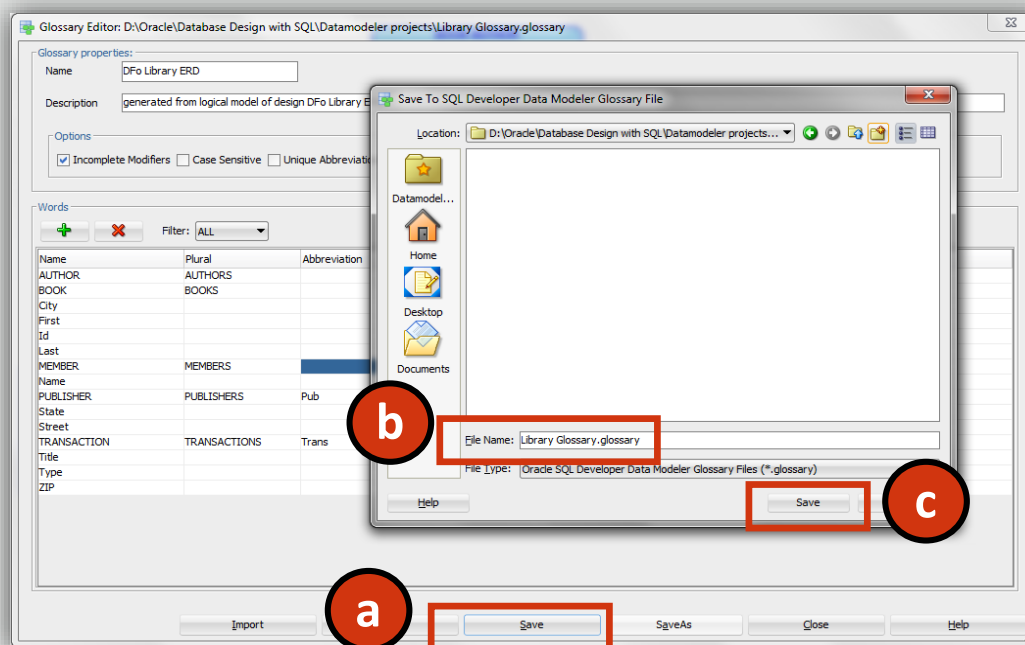 Glossary Editor: D:\Oracle\Database Design with SQL\Datamodeler projects\Library Glossary.glossary
Glossary properties:
Name DFo Library ERD
Description generated from logical model of design DFo Library
Options
Incomplete Modifiers Case Sensitive Unique
Words
Filter: ALL
Name Plural Abbreviation
AUTHOR AUTHORS
BOOK BOOKS
City
First
Id
Last
MEMBER MEMBERS
Name
PUBLISHER PUBLISHERS Pub
State
Street
TRANSACTION TRANSACTIONS Trans
Title
Type
ZIP
Save To SQL Developer Data Modeler Glossary File
Location: D:\Oracle\Database Design with SQL\Datamodeler projects...
Datamodel...
Home
Desktop
Documents
b
File Name: Library Glossary.glossary
File Type: Oracle SQL Developer Data Modeler Glossary Files (*.glossary)
Help Save
c
a
Import Save SaveAs Close Help